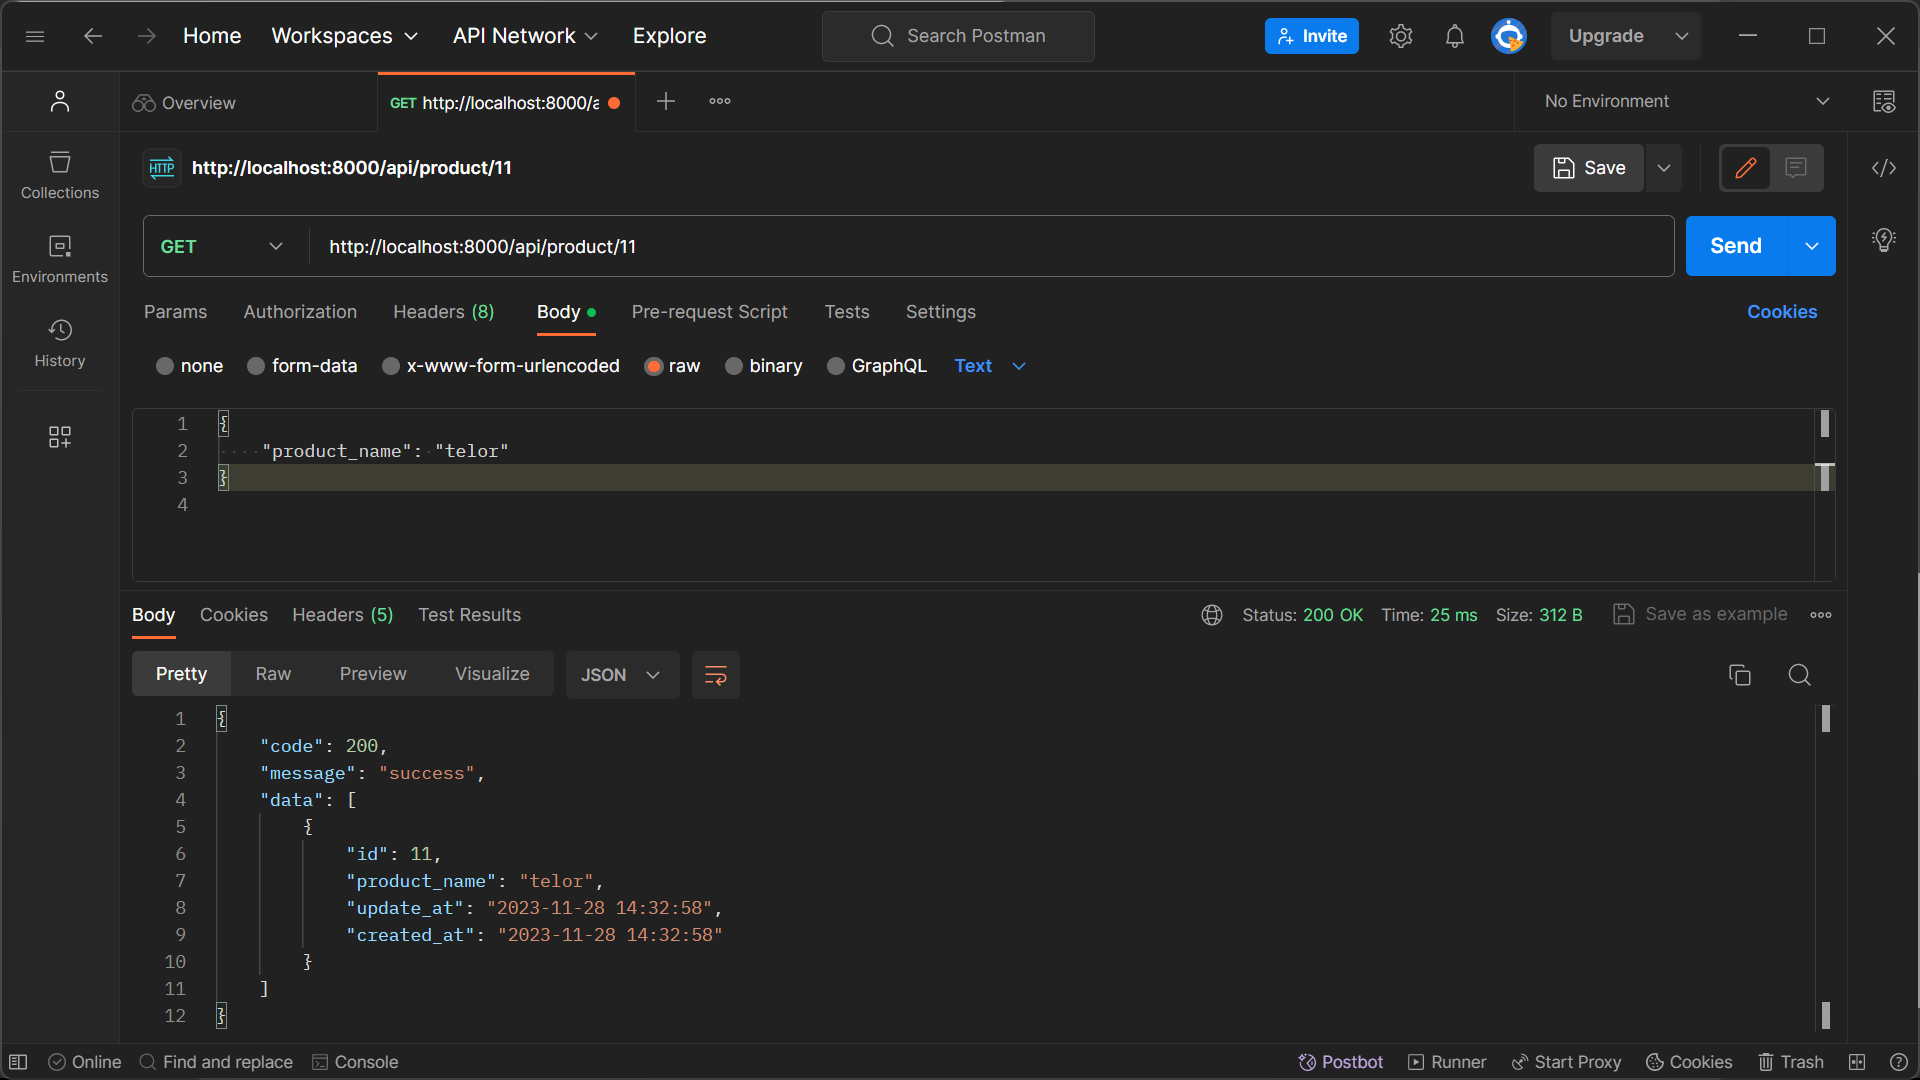 Home Workspaces API Network Explore Search Postman Invite Upgrade
Overview GET http://localhost:8000/a No Environment
HTTP http://localhost:8000/api/product/11 Save
Collections
Environments
History
GET http://localhost:8000/api/product/11 Send
Params Authorization Headers (8) Body Pre-request Script Tests Settings Cookies
none form-data x-www-form-urlencoded raw binary GraphQL Text
1 {
2 "product_name": "telor"
3 }
4
Body Cookies Headers (5) Test Results Status: 200 OK Time: 25 ms Size: 312 B Save as example
Pretty Raw Preview Visualize JSON
1 {
2 "code": 200,
3 "message": "success",
4 "data": [
5 {
6 "id": 11,
7 "product_name": "telor",
8 "update_at": "2023-11-28 14:32:58",
9 "created_at": "2023-11-28 14:32:58"
10 }
11 ]
12 }
Online Find and replace Console Postbot Runner Start Proxy Cookies Trash